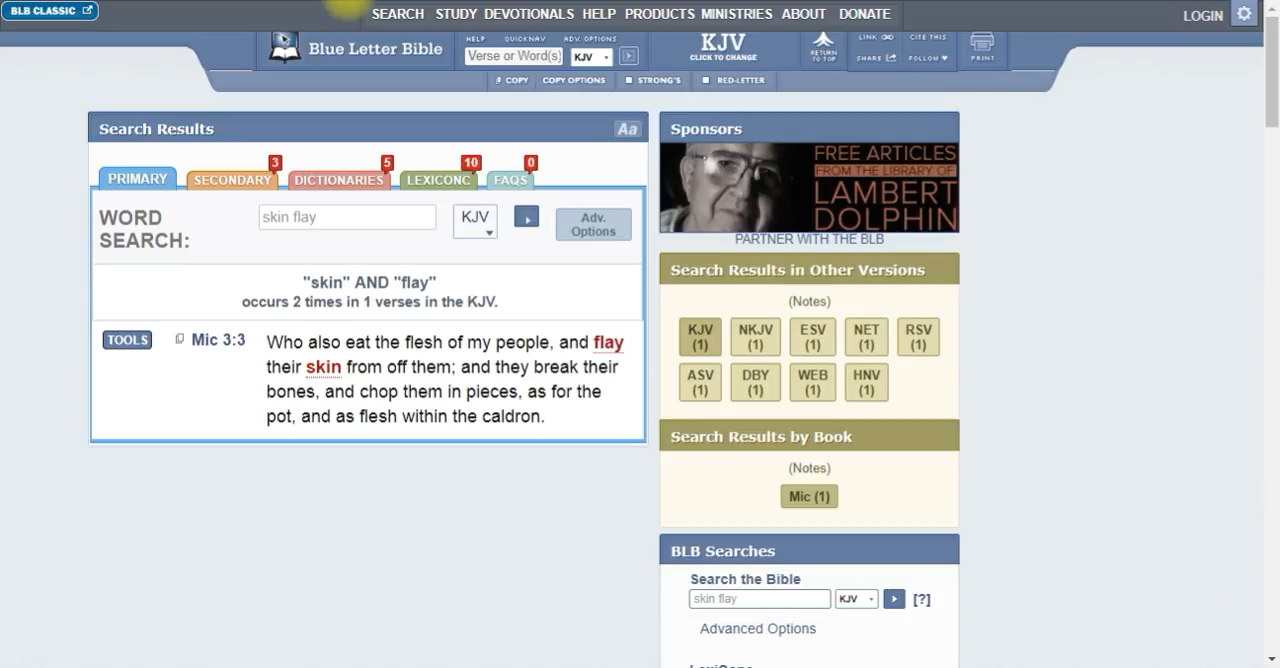 BLB CLASSIC
SEARCH STUDY DEVOTIONALS HELP PRODUCTS MINISTRIES ABOUT DONATE
LOGIN
Blue Letter Bible
HELP QUICKNAV ADV. OPTIONS
Verse or Word(s) KJV
KJV
CLICK TO CHANGE
RETURN
TO TOP
LINK CITE THIS
SHARE FOLLOW
PRINT
COPY COPY OPTIONS STRONG'S RED-LETTER
Search Results Aa
PRIMARY
SECONDARY 3
DICTIONARIES 5
LEXICONC 10
FAQS 0
WORD
SEARCH:
skin flay
KJV
Adv.
Options
"skin" AND "flay"
occurs 2 times in 1 verses in the KJV.
TOOLS Mic 3:3
Who also eat the flesh of my people, and flay
their skin from off them; and they break their
bones, and chop them in pieces, as for the
pot, and as flesh within the caldron.
Sponsors
FREE ARTICLES
FROM THE LIBRARY OF
LAMBERT
DOLPHIN
PARTNER WITH THE BLB
Search Results in Other Versions
(Notes)
KJV (1) NKJV (1) ESV (1) NET (1) RSV (1)
ASV (1) DBY (1) WEB (1) HNV (1)
Search Results by Book
(Notes)
Mic (1)
BLB Searches
Search the Bible
skin flay KJV [?]
Advanced Options